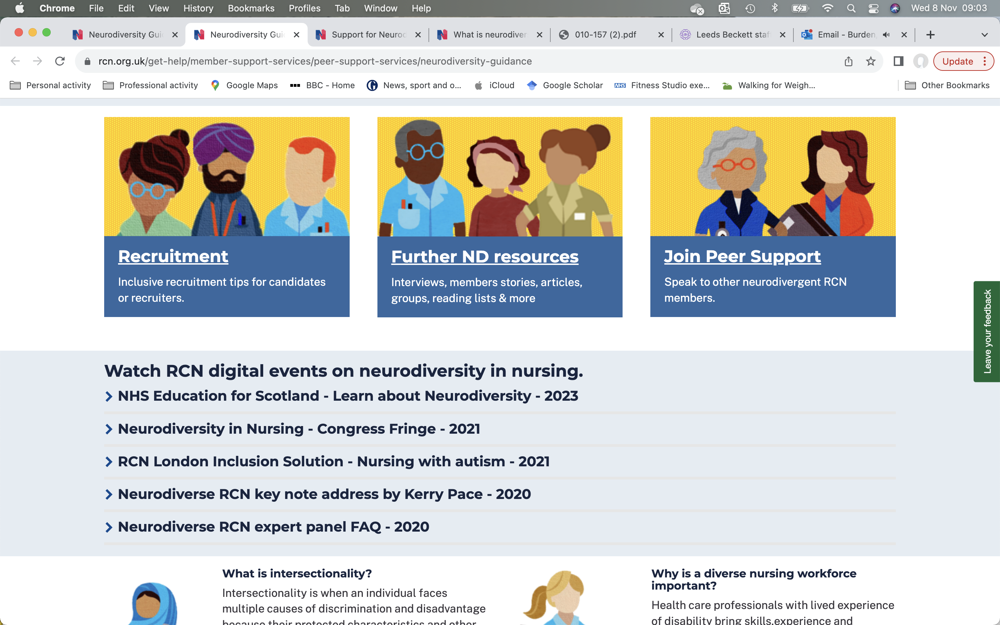 Chrome File Edit View History Bookmarks Profiles Tab Window Help Wed 8 Nov 09:03
Neurodiversity Gui Neurodiversity Gui Support for Neurod What is neurodiver 010-157 (2).pdf Leeds Beckett staf Email - Burden,
rcn.org.uk/get-help/member-support-services/peer-support-services/neurodiversity-guidance Update
Personal activity Professional activity Google Maps BBC - Home News, sport and o... iCloud Google Scholar NHS Fitness Studio exe... Walking for Weigh... Other Bookmarks
Recruitment
Inclusive recruitment tips for candidates
or recruiters.
Further ND resources
Interviews, members stories, articles,
groups, reading lists & more
Join Peer Support
Speak to other neurodivergent RCN
members.
Leave your feedback
Watch RCN digital events on neurodiversity in nursing.
NHS Education for Scotland - Learn about Neurodiversity - 2023
Neurodiversity in Nursing - Congress Fringe - 2021
RCN London Inclusion Solution - Nursing with autism - 2021
Neurodiverse RCN key note address by Kerry Pace - 2020
Neurodiverse RCN expert panel FAQ - 2020
What is intersectionality?
Intersectionality is when an individual faces
multiple causes of discrimination and disadvantage
because their protected characteristics and other
Why is a diverse nursing workforce
important?
Health care professionals with lived experience
of disability bring skills,experience and